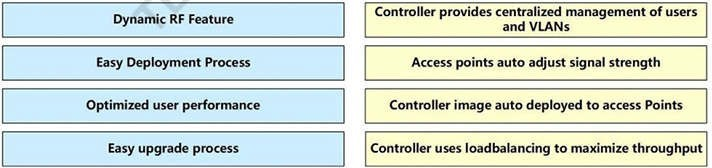 Dynamic RF Feature
Controller provides centralized management of users
and VLANs
Easy Deployment Process
Access points auto adjust signal strength
Optimized user performance
Controller image auto deployed to access Points
Easy upgrade process
Controller uses loadbalancing to maximize throughput